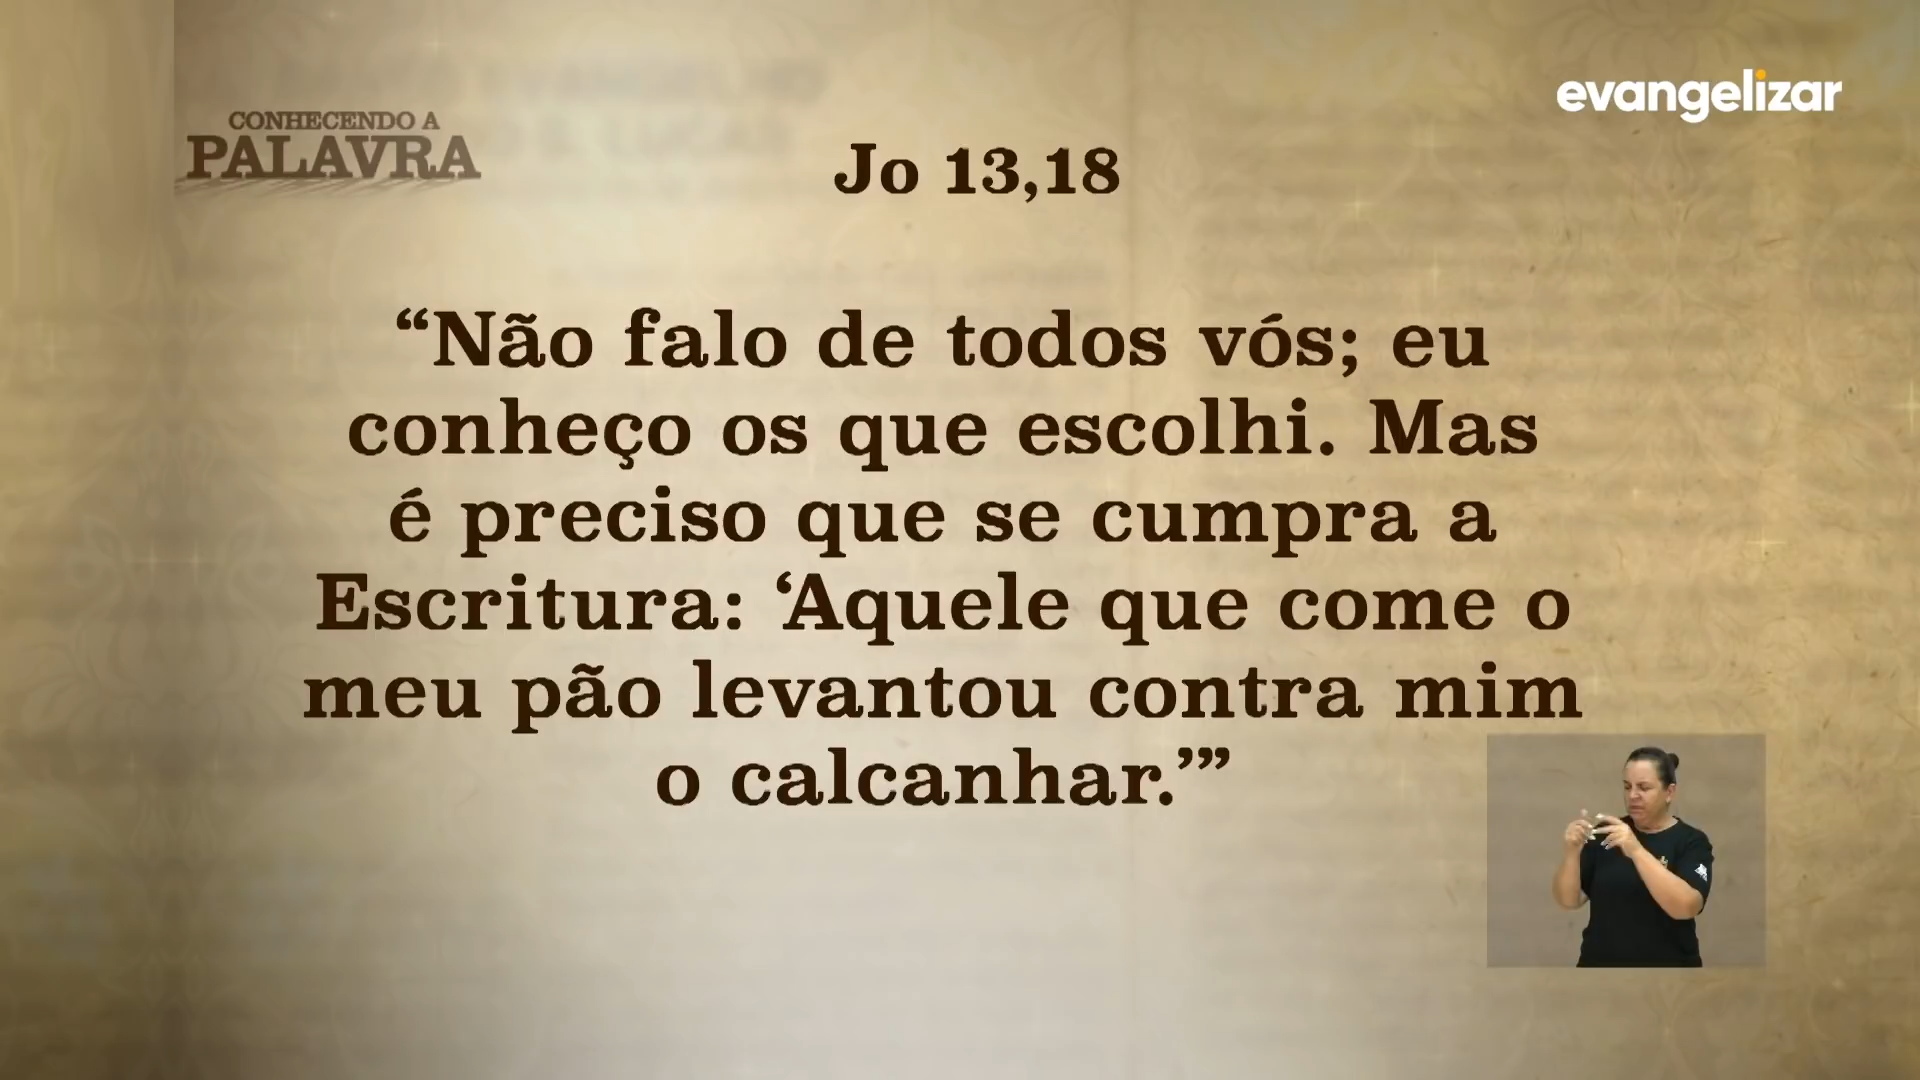 CONHECENDO A
PALAVRA
evangelizar
Jo 13,18
“Não falo de todos vós; eu
conheço os que escolhi. Mas
é preciso que se cumpra a
Escritura: ‘Aquele que come o
meu pão levantou contra mim
o calcanhar.’”